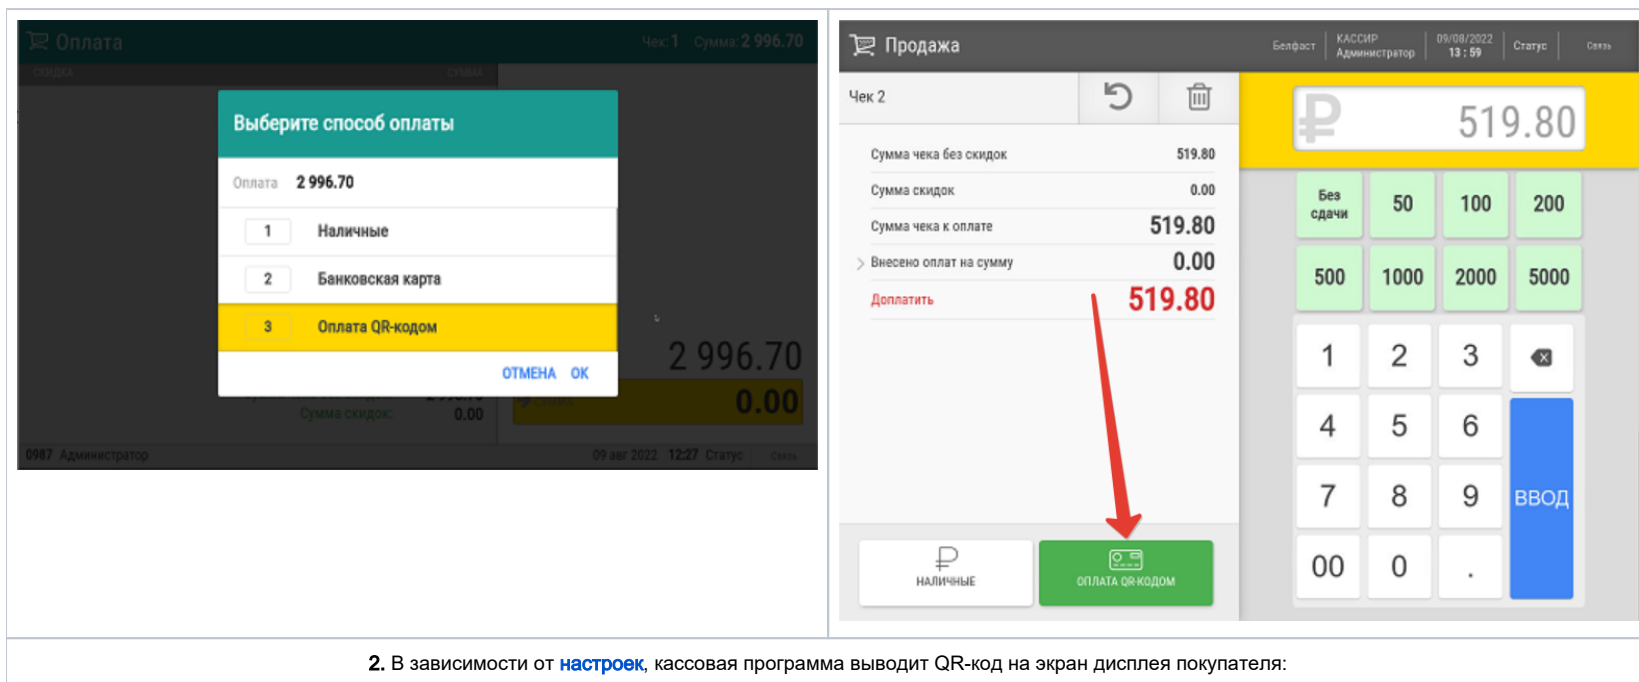 Оплата
Чек: 1 Сумма: 2 996.70
СКИДКА СУММА
Выберите способ оплаты
Оплата 2 996.70
1 Наличные
2 Банковская карта
3 Оплата QR-кодом
ОТМЕНА ОК
2 996.70
0.00
Сумма скидок: 0.00
0987 Администратор
09 авг 2022 12:27 Статус Связь
Продажа
Белфаст
КАССИР
Администратор
09/08/2022
13 : 59
Статус
Связь
Чек 2
Сумма чека без скидок 519.80
Сумма скидок 0.00
Сумма чека к оплате 519.80
Внесено оплат на сумму 0.00
Доплатить 519.80
НАЛИЧНЫЕ
ОПЛАТА QR-КОДОМ
₽ 519.80
Без сдачи 50 100 200
500 1000 2000 5000
1 2 3
4 5 6
7 8 9 ВВОД
00 0 .
2. В зависимости от настроек, кассовая программа выводит QR-код на экран дисплея покупателя: